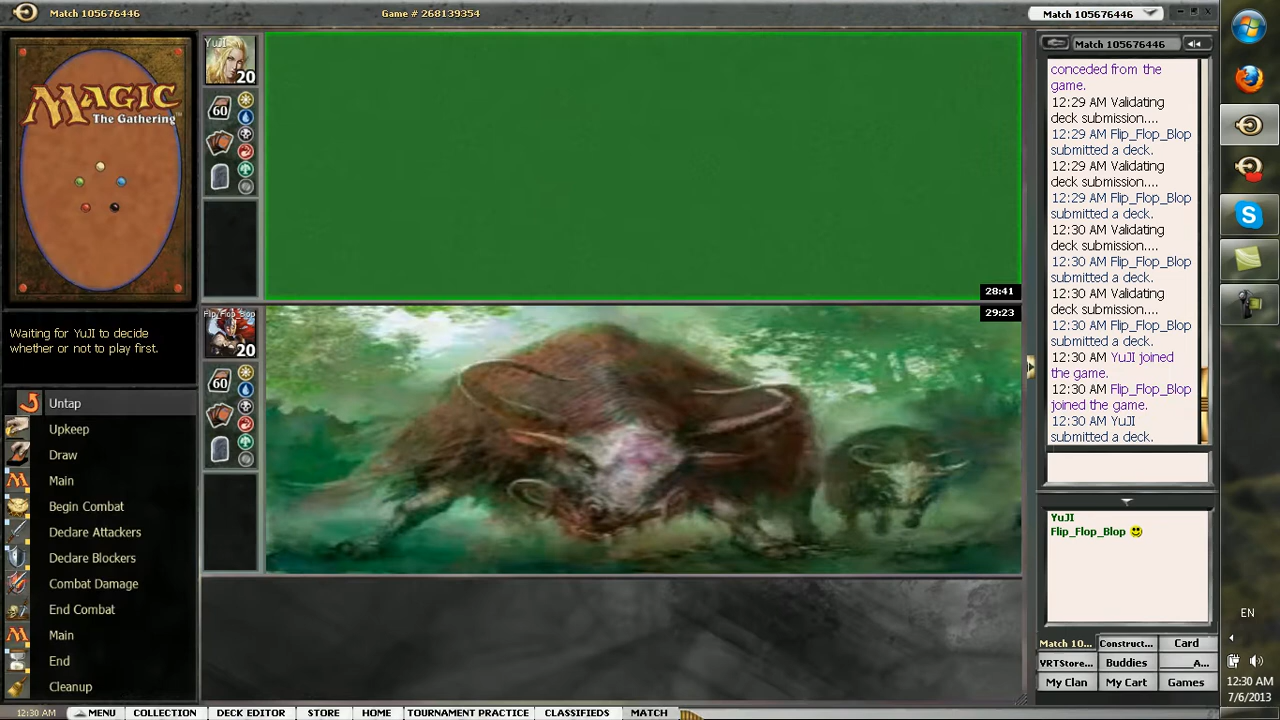 Match 105676446
Game # 268139354
Match 105676446
MAGIC
The Gathering
YuJI
20
60
28:41
Waiting for YuJI to decide
whether or not to play first.
Flip_Flop_Blop
20
60
29:23
Untap
Upkeep
Draw
Main
Begin Combat
Declare Attackers
Declare Blockers
Combat Damage
End Combat
Main
End
Cleanup
Match 105676446
conceded from the
game.
12:29 AM Validating
deck submission....
12:29 AM Flip_Flop_Blop
submitted a deck.
12:29 AM Validating
deck submission....
12:29 AM Flip_Flop_Blop
submitted a deck.
12:30 AM Validating
deck submission....
12:30 AM Flip_Flop_Blop
submitted a deck.
12:30 AM Validating
deck submission....
12:30 AM Flip_Flop_Blop
submitted a deck.
12:30 AM YuJI joined
the game.
12:30 AM Flip_Flop_Blop
joined the game.
12:30 AM YuJI
submitted a deck.
YuJI
Flip_Flop_Blop
Match 10... Construct... Card
VRTStore... Buddies __A...
My Clan My Cart Games
EN
12:30 AM
7/6/2013
12:30 AM MENU COLLECTION DECK EDITOR STORE HOME TOURNAMENT PRACTICE CLASSIFIEDS MATCH